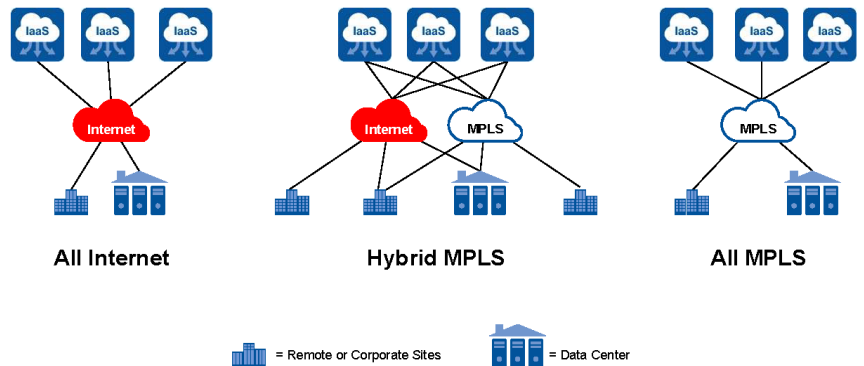 IaaS
IaaS
IaaS
IaaS
IaaS
IaaS
IaaS
IaaS
IaaS
Internet
Internet
MPLS
MPLS
All Internet
Hybrid MPLS
All MPLS
= Remote or Corporate Sites
= Data Center